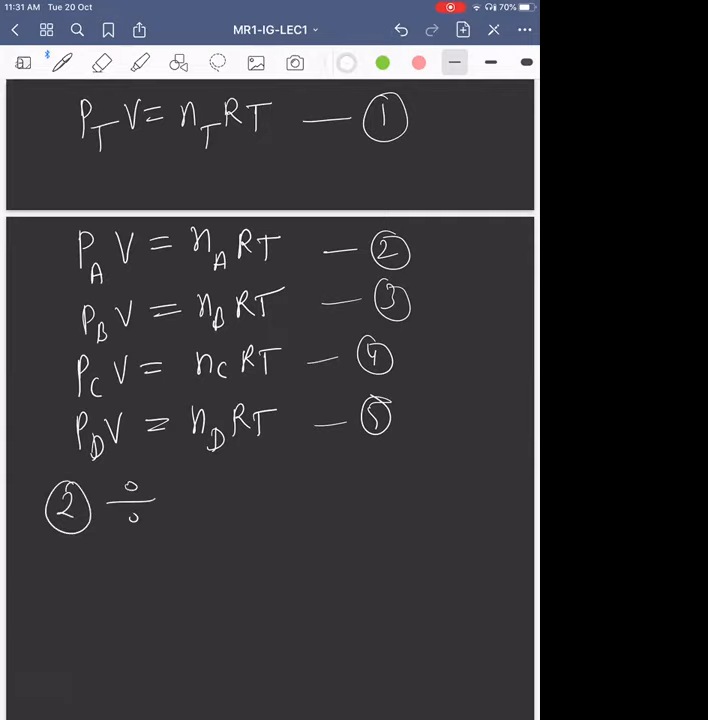 11:31 AM Tue 20 Oct
70%
MR1-IG-LEC1
P_T V = n_T RT — ①
P_A V = n_A RT — ②
P_B V = n_B RT — ③
P_C V = n_C RT — ④
P_D V = n_D RT — ⑤
② ÷